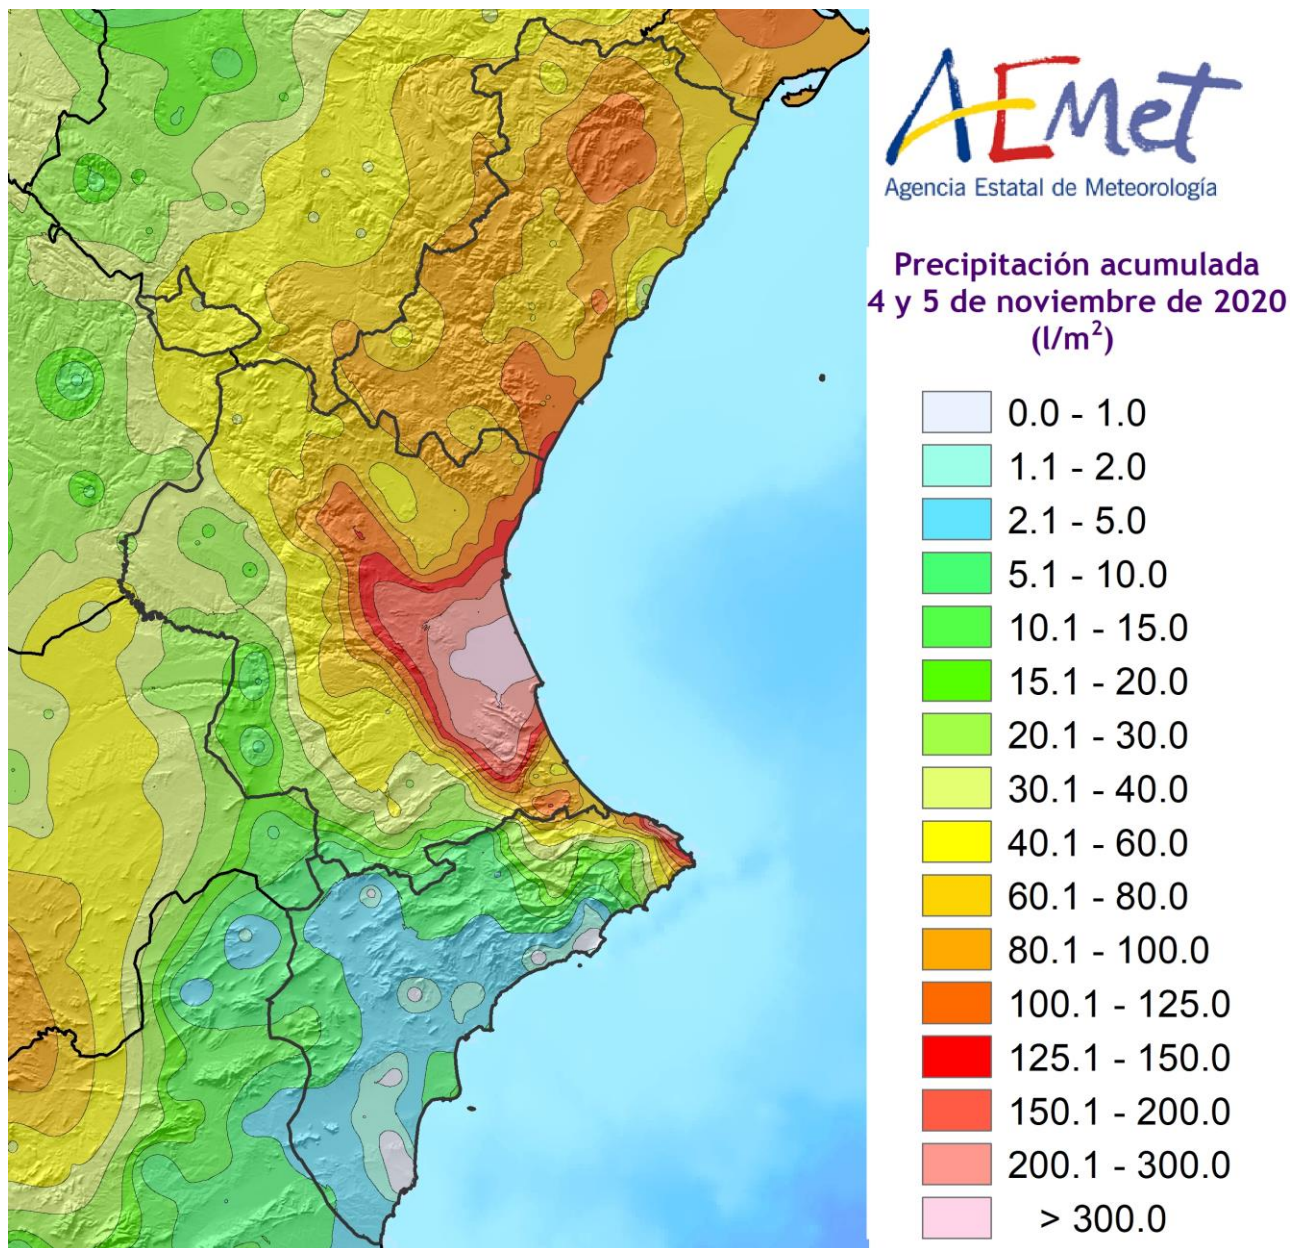 AEMet
Agencia Estatal de Meteorología
Precipitación acumulada
4 y 5 de noviembre de 2020
(l/m²)
0.0 - 1.0
1.1 - 2.0
2.1 - 5.0
5.1 - 10.0
10.1 - 15.0
15.1 - 20.0
20.1 - 30.0
30.1 - 40.0
40.1 - 60.0
60.1 - 80.0
80.1 - 100.0
100.1 - 125.0
125.1 - 150.0
150.1 - 200.0
200.1 - 300.0
> 300.0